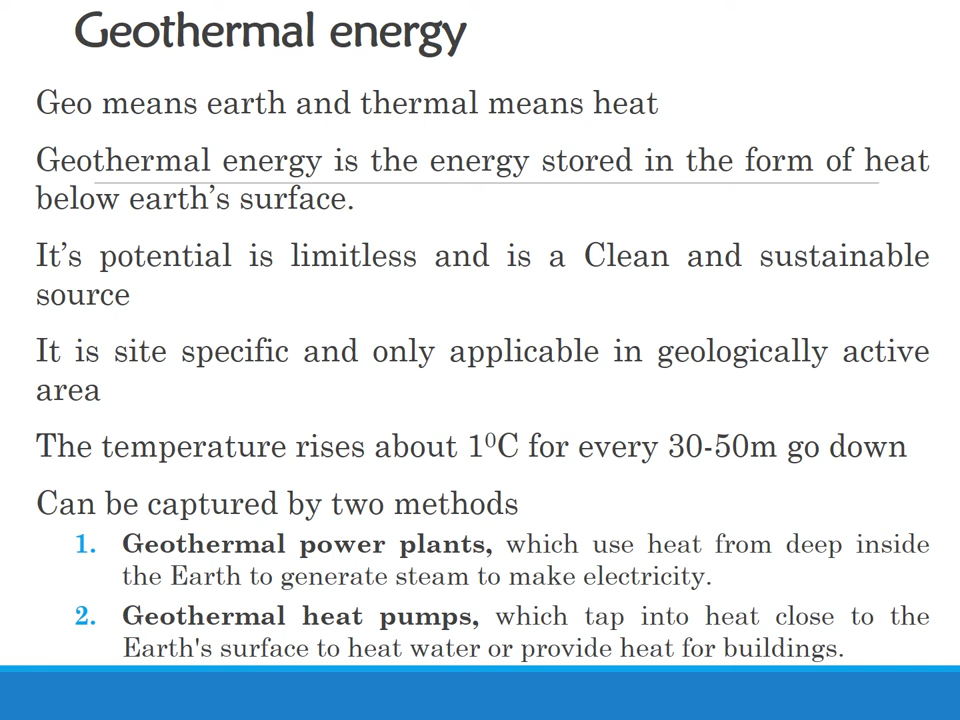 Geothermal energy
Geo means earth and thermal means heat
Geothermal energy is the energy stored in the form of heat
below earth’s surface.
It’s potential is limitless and is a Clean and sustainable
source
It is site specific and only applicable in geologically active
area
The temperature rises about 1⁰C for every 30-50m go down
Can be captured by two methods
1. Geothermal power plants, which use heat from deep inside
the Earth to generate steam to make electricity.
2. Geothermal heat pumps, which tap into heat close to the
Earth's surface to heat water or provide heat for buildings.